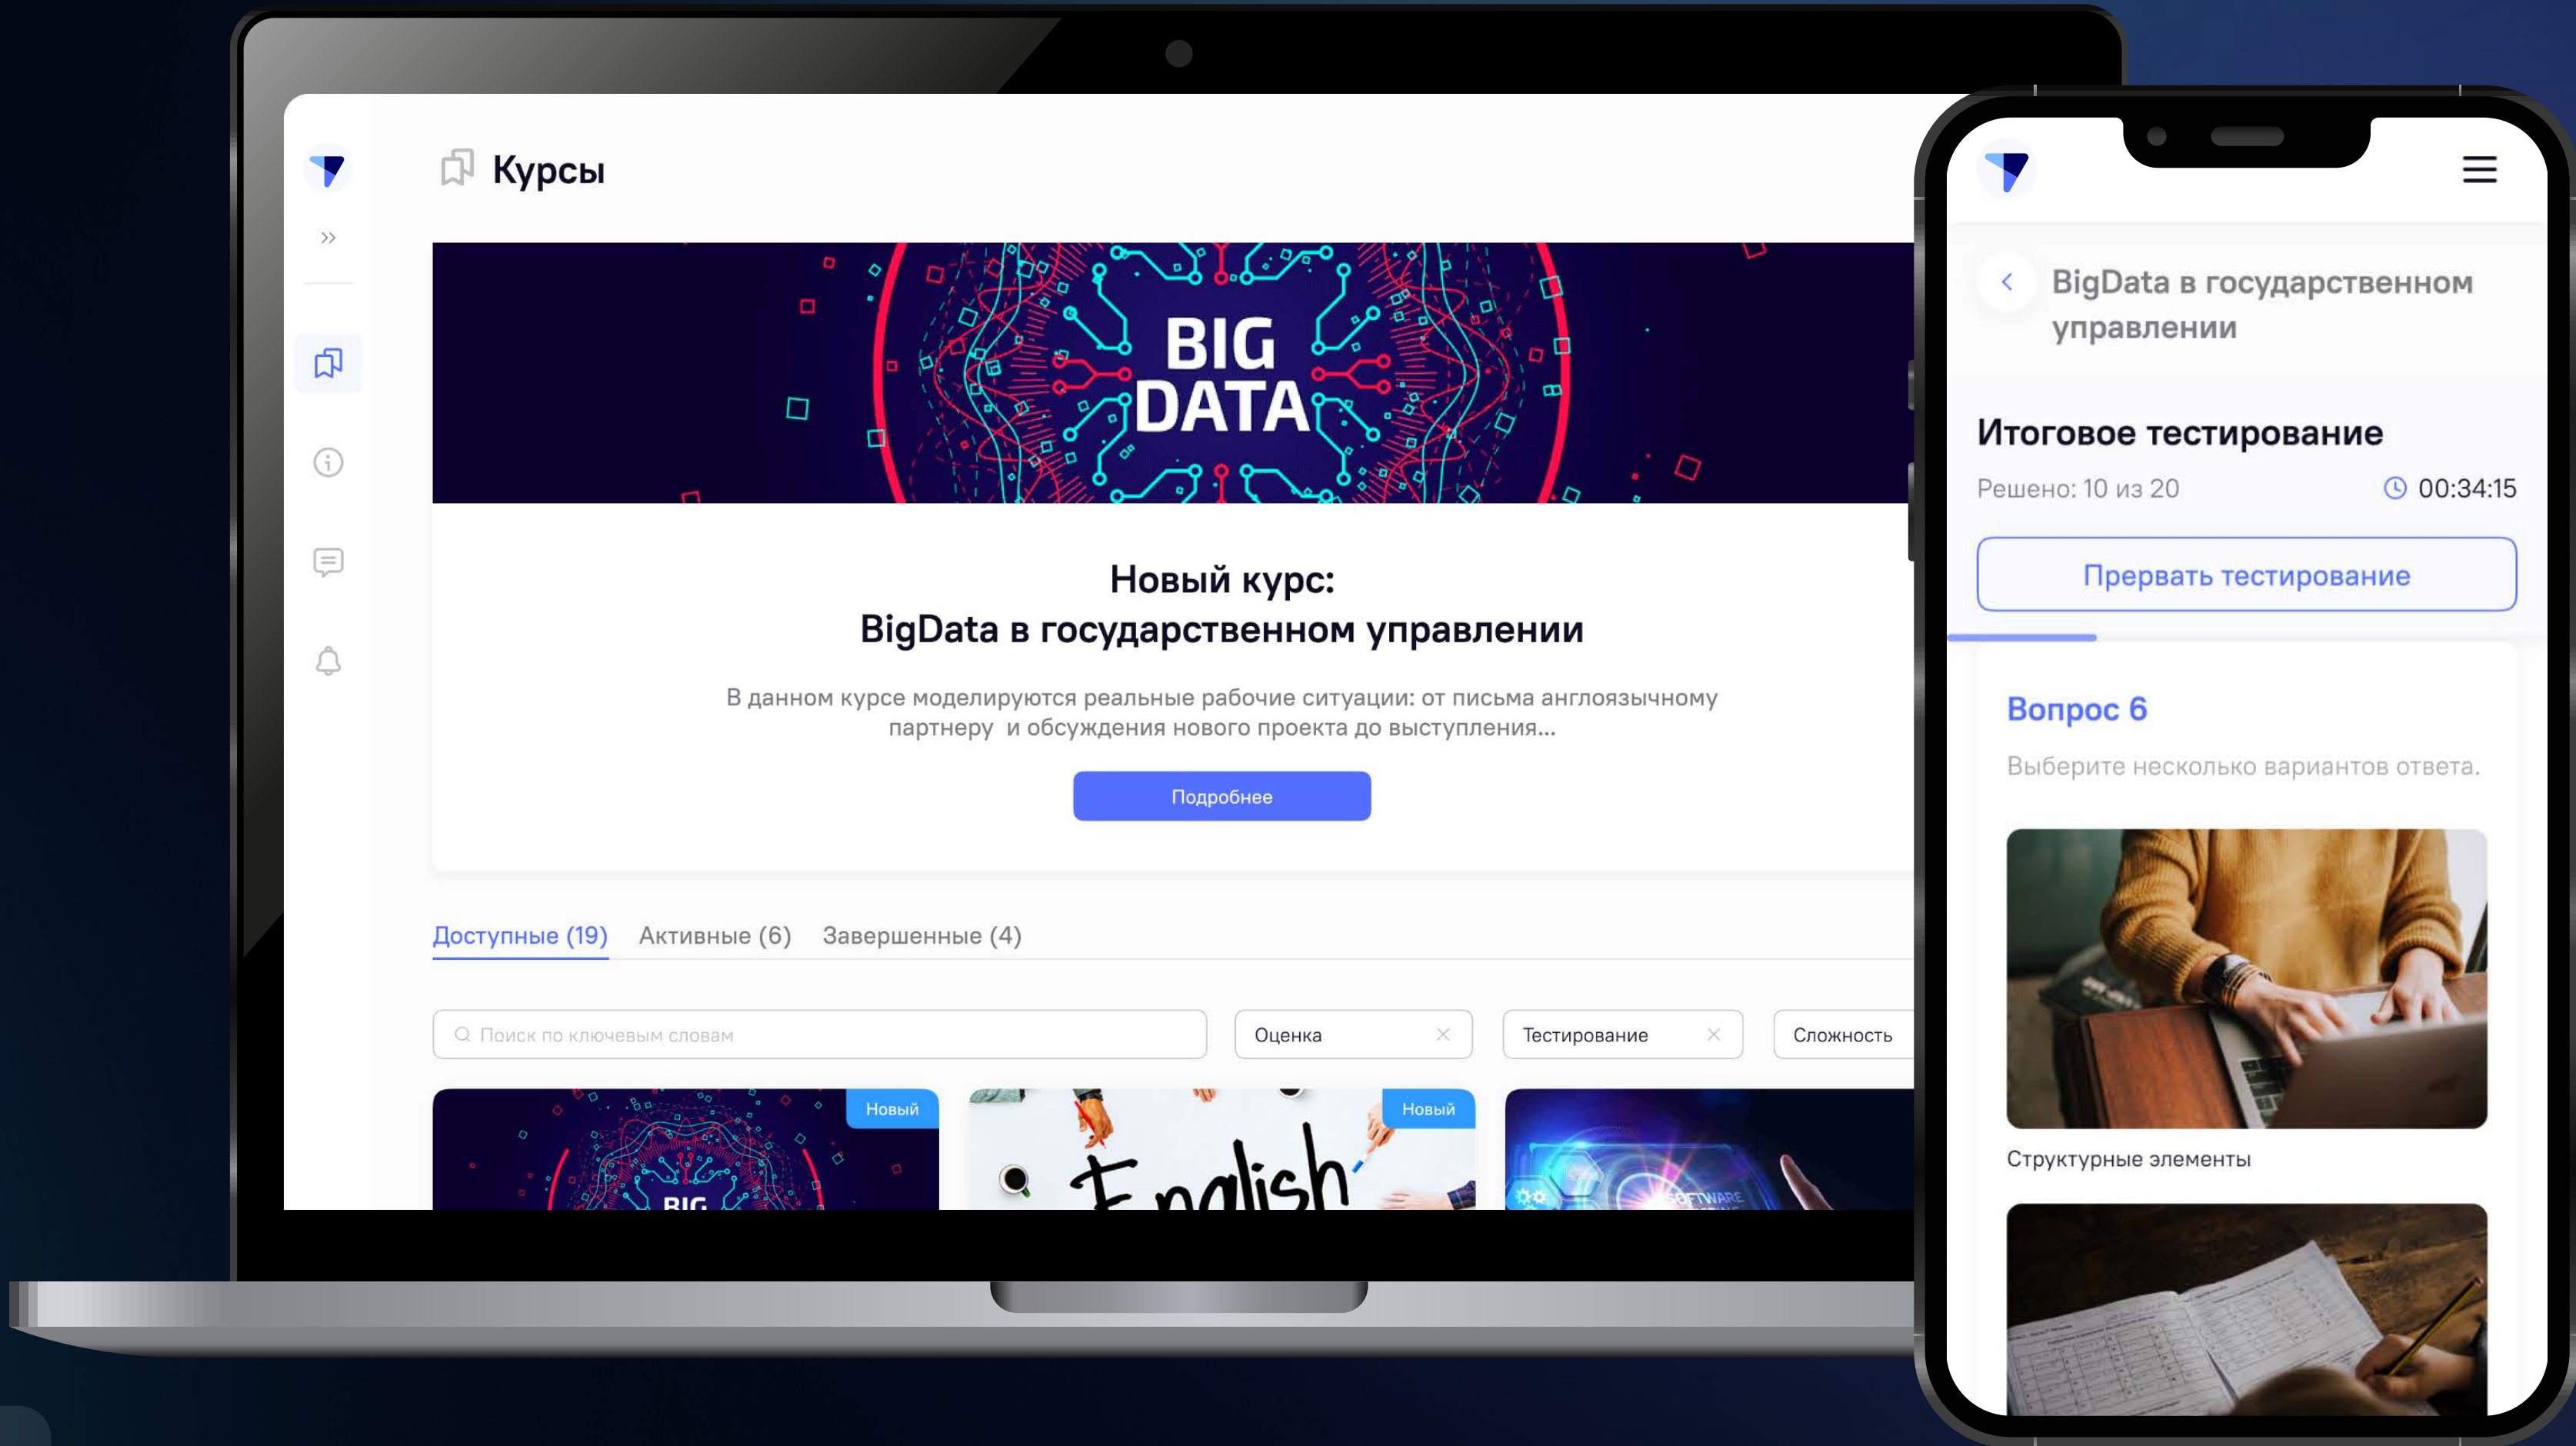 Курсы
BIG
DATA
Новый курс:
BigData в государственном управлении
В данном курсе моделируются реальные рабочие ситуации: от письма англоязычному
партнеру и обсуждения нового проекта до выступления...
Подробнее
Доступные (19) Активные (6) Завершенные (4)
Поиск по ключевым словам Оценка Тестирование Сложность
Новый Новый
BIG English SOFTWARE
BigData в государственном
управлении
Итоговое тестирование
Решено: 10 из 20 00:34:15
Прервать тестирование
Вопрос 6
Выберите несколько вариантов ответа.
Структурные элементы